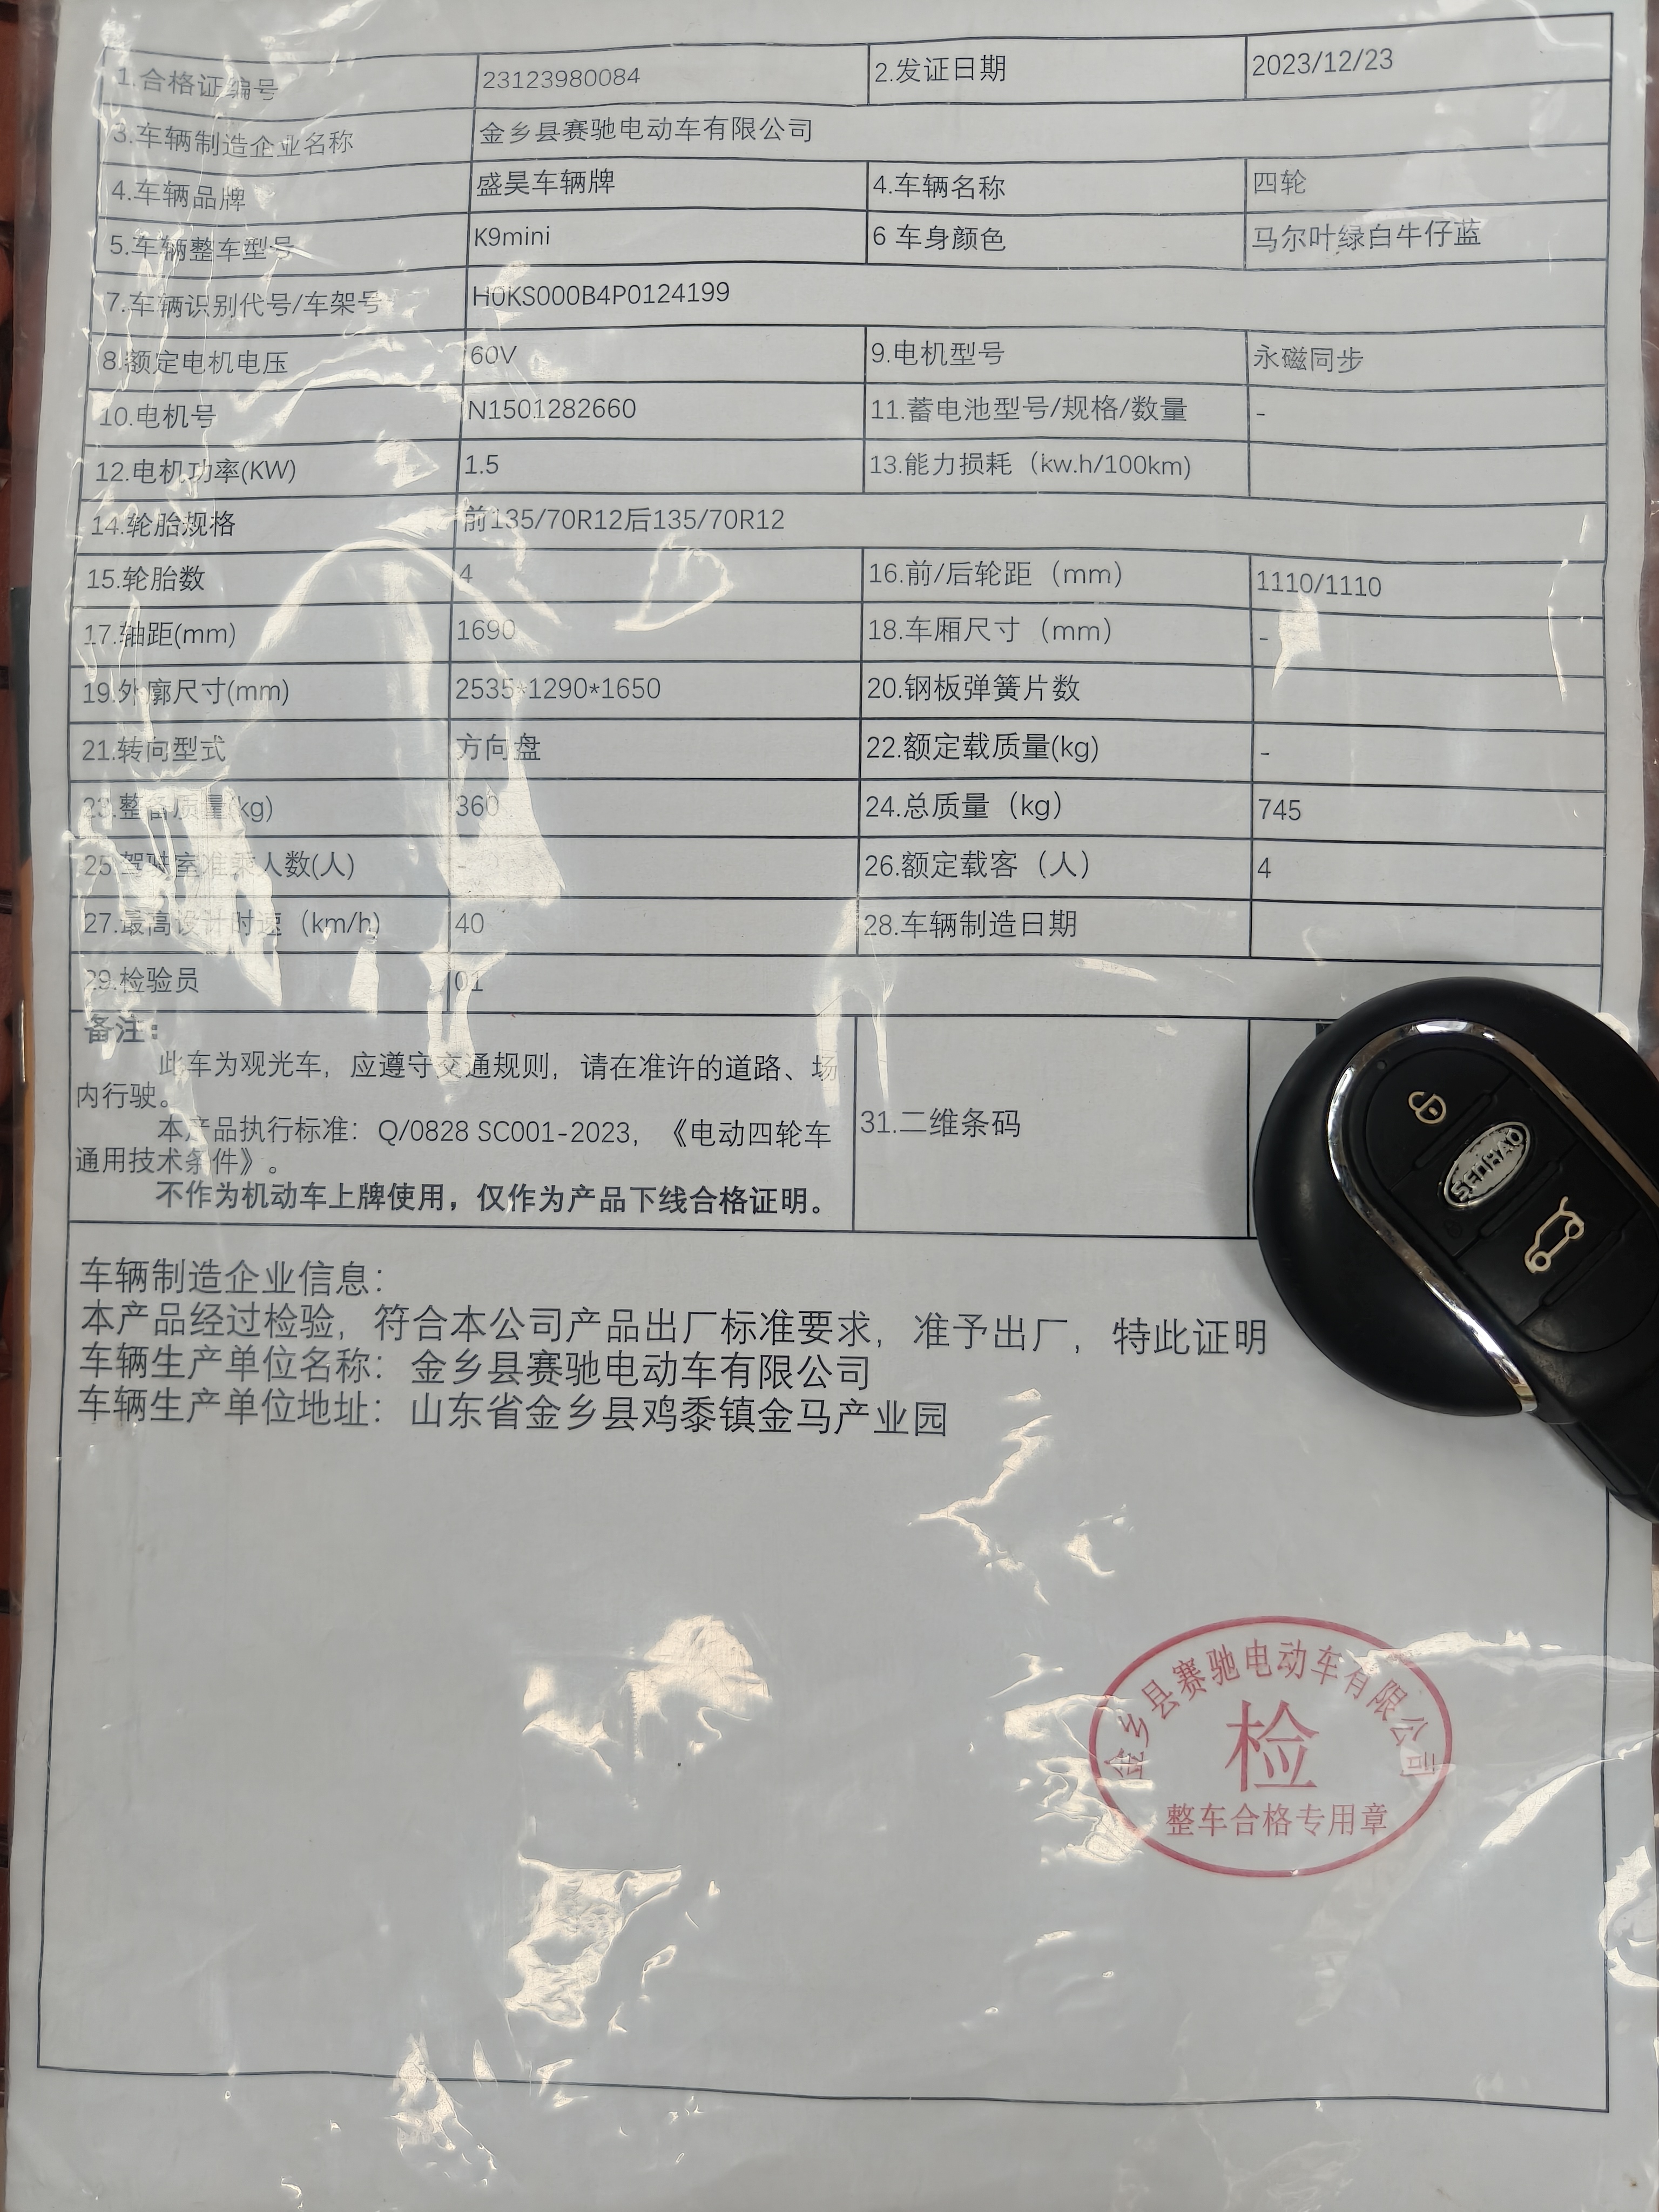 1.合格证编号 23123980084 2.发证日期 2023/12/23
3.车辆制造企业名称 金乡县赛驰电动车有限公司
4.车辆品牌 盛昊车辆牌 4.车辆名称 四轮
5.车辆整车型号 K9mini 6 车身颜色 马尔叶绿白牛仔蓝
7.车辆识别代号/车架号 H0KS000B4P0124199
8.额定电机电压 60V 9.电机型号 永磁同步
10.电机号 N1501282660 11.蓄电池型号/规格/数量 -
12.电机功率(KW) 1.5 13.能力损耗（kw.h/100km)
14.轮胎规格 前135/70R12后135/70R12
15.轮胎数 4 16.前/后轮距（mm） 1110/1110
17.轴距(mm) 1690 18.车厢尺寸（mm） -
19.外廓尺寸(mm) 2535*1290*1650 20.钢板弹簧片数
21.转向型式 方向盘 22.额定载质量(kg) -
23.整备质量(kg) 360 24.总质量（kg） 745
25.驾驶室准乘人数(人) - 26.额定载客（人） 4
27.最高设计时速（km/h) 40 28.车辆制造日期
29.检验员 01
备注：
此车为观光车，应遵守交通规则，请在准许的道路、场
内行驶。
本产品执行标准：Q/0828 SC001-2023，《电动四轮车
通用技术条件》。
不作为机动车上牌使用，仅作为产品下线合格证明。
31.二维条码
车辆制造企业信息：
本产品经过检验，符合本公司产品出厂标准要求，准予出厂，特此证明
车辆生产单位名称：金乡县赛驰电动车有限公司
车辆生产单位地址：山东省金乡县鸡黍镇金马产业园
金乡县赛驰电动车有限公司
检
整车合格专用章